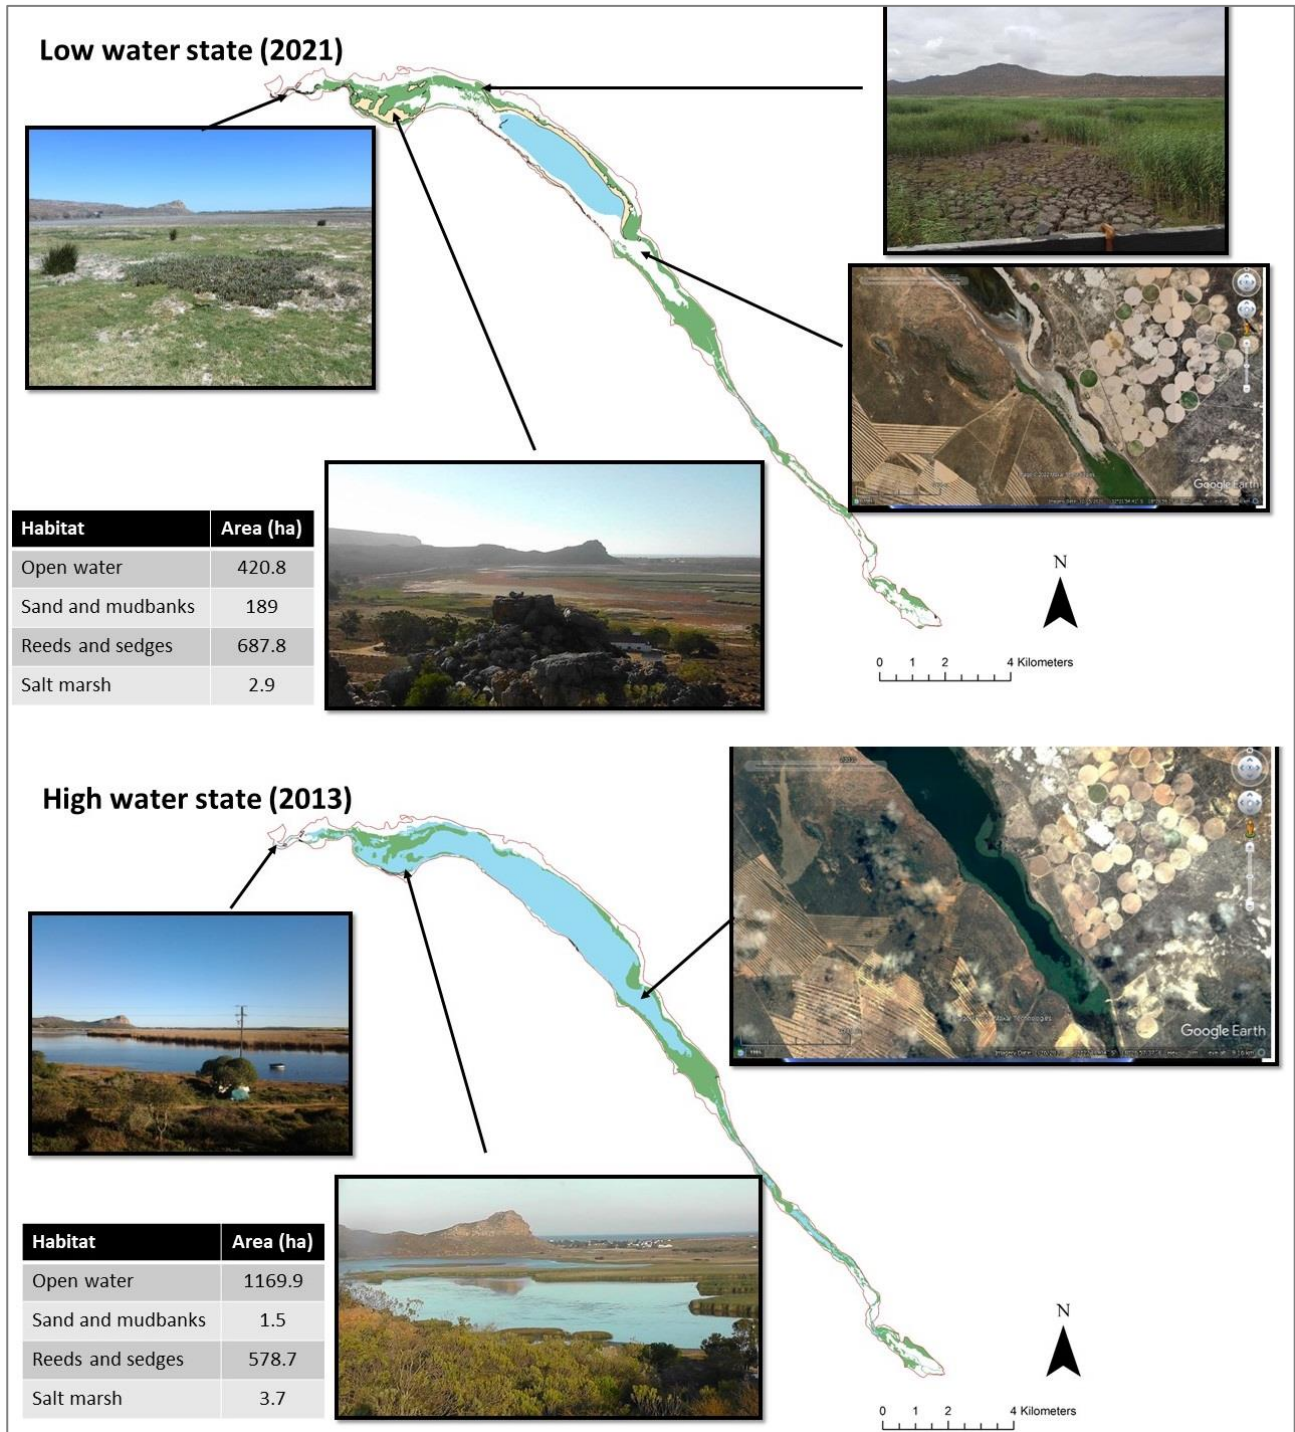 Low water state (2021)
Google Earth
Habitat Area (ha)
Open water 420.8
Sand and mudbanks 189
Reeds and sedges 687.8
Salt marsh 2.9
N
0 1 2 4 Kilometers
High water state (2013)
Google Earth
Habitat Area (ha)
Open water 1169.9
Sand and mudbanks 1.5
Reeds and sedges 578.7
Salt marsh 3.7
N
0 1 2 4 Kilometers